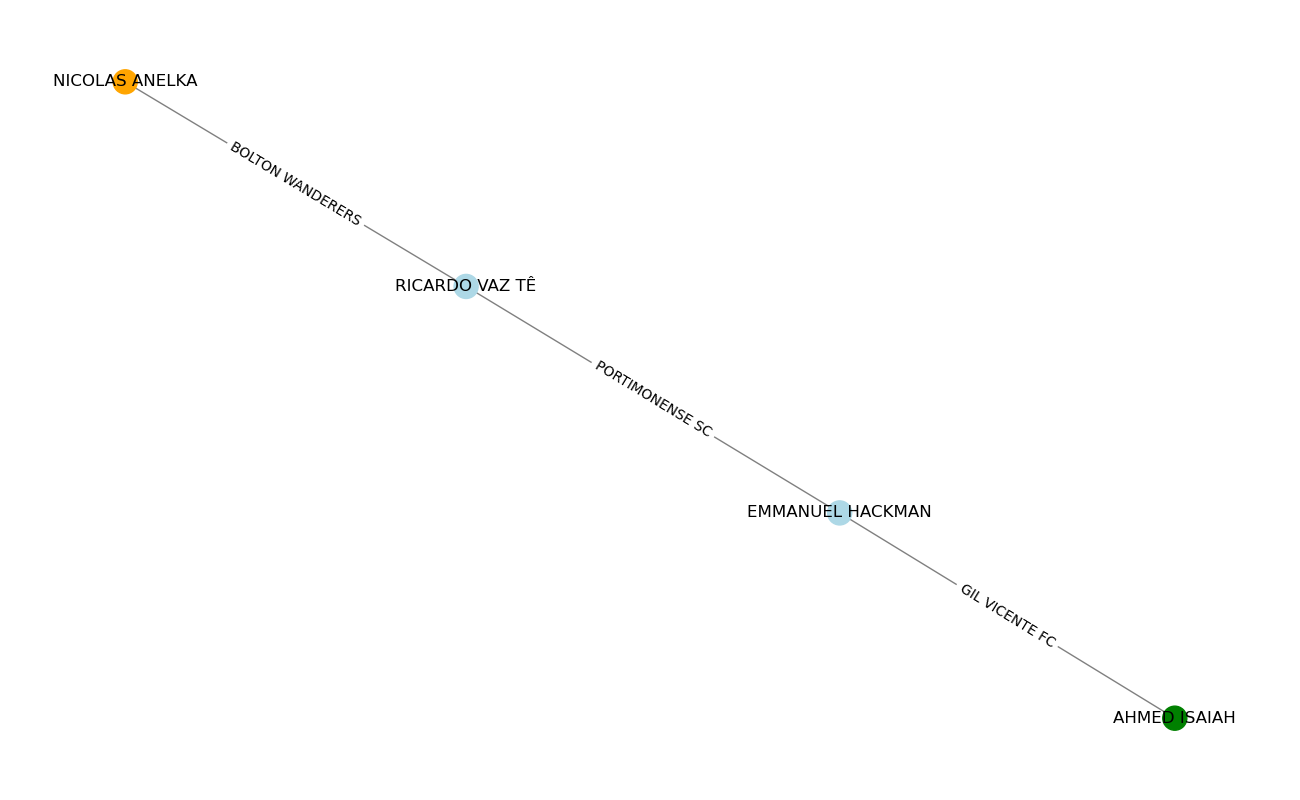 NICOLAS ANELKA
BOLTON WANDERERS
RICARDO VAZ TÊ
PORTIMONENSE SC
EMMANUEL HACKMAN
GIL VICENTE FC
AHMED ISAIAH